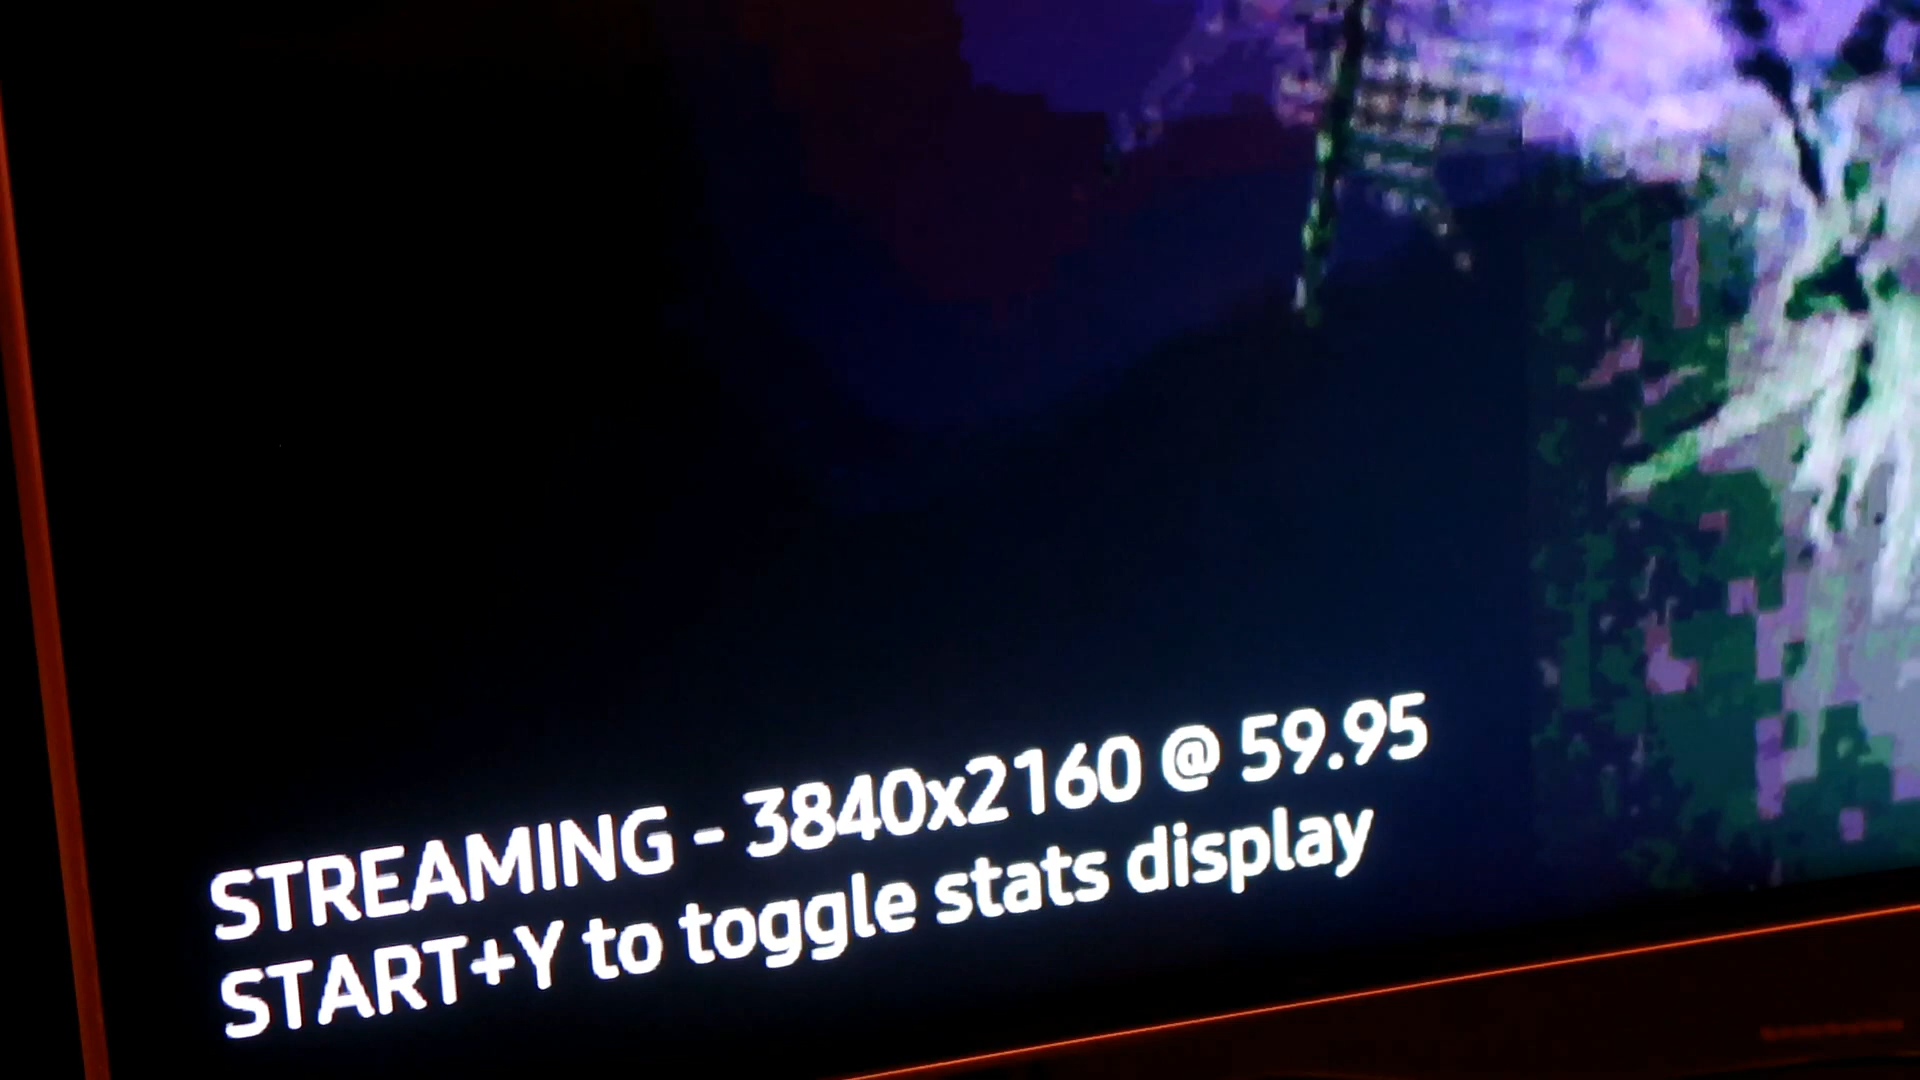 STREAMING - 3840x2160 @ 59.95
START+Y to toggle stats display